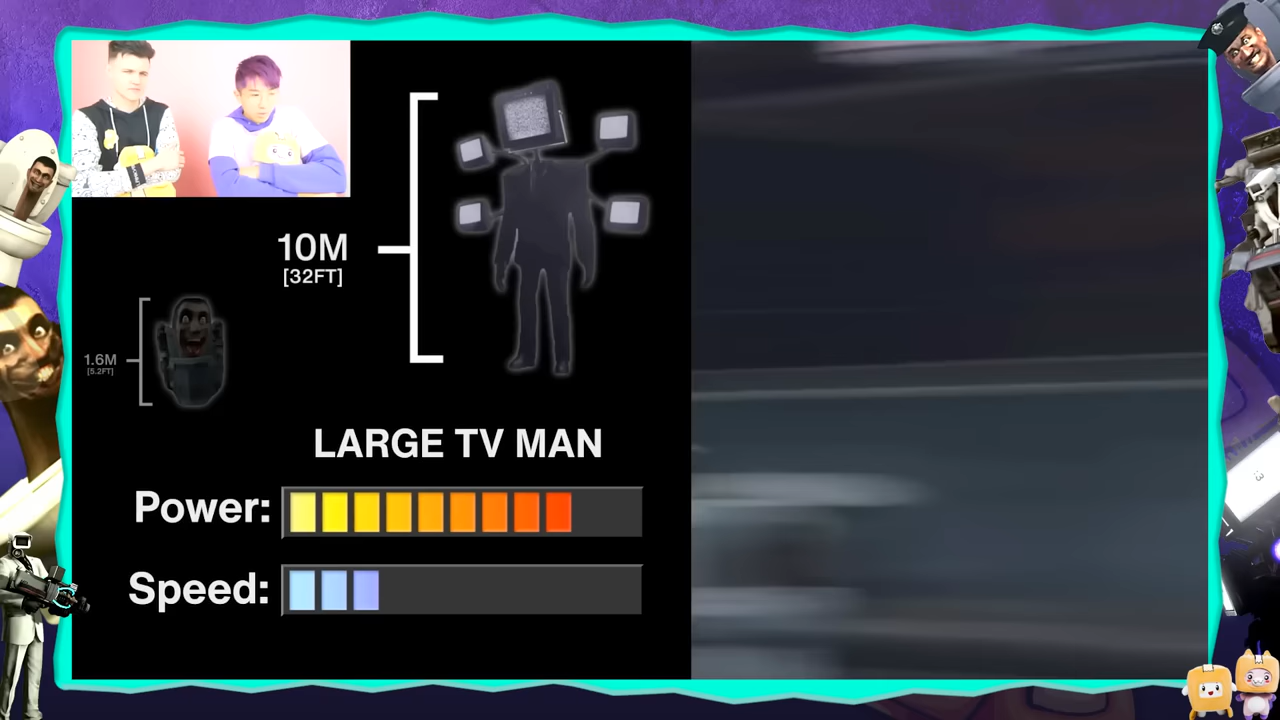 10M
[32FT]
1.6M
[5.2FT]
LARGE TV MAN
Power:
Speed: